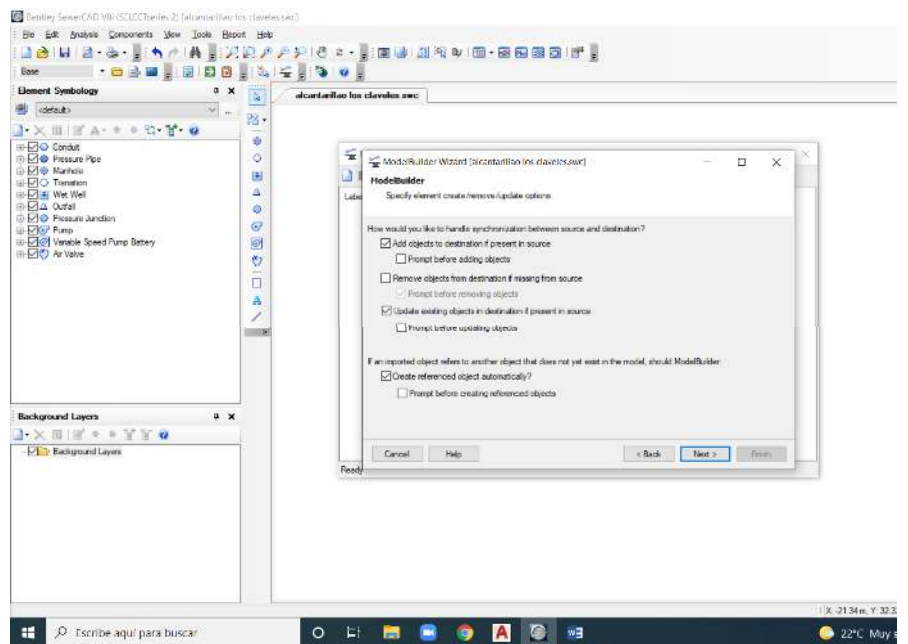 Bentley SewerCAD V8i (SELECTseries 2) [alcantarillao los claveles.swc]
File Edit Analysis Components View Tools Report Help
Base
Element Symbology
<default>
Conduit
Pressure Pipe
Manhole
Transition
Wet Well
Outfall
Pressure Junction
Pump
Variable Speed Pump Battery
Air Valve
Background Layers
Background Layers
alcantarillao los claveles.swc
Label
ModelBuilder Wizard [alcantarillao los claveles.swc]
ModelBuilder
Specify element create/remove/update options
How would you like to handle synchronization between source and destination?
Add objects to destination if present in source
Prompt before adding objects
Remove objects from destination if missing from source
Prompt before removing objects
Update existing objects in destination if present in source
Prompt before updating objects
If an imported object refers to another object that does not yet exist in the model, should ModelBuilder:
Create referenced object automatically?
Prompt before creating referenced objects
Cancel Help < Back Next > Finish
Ready
X: -21.34 m, Y: 32.3
Escribe aquí para buscar
22°C Muy s